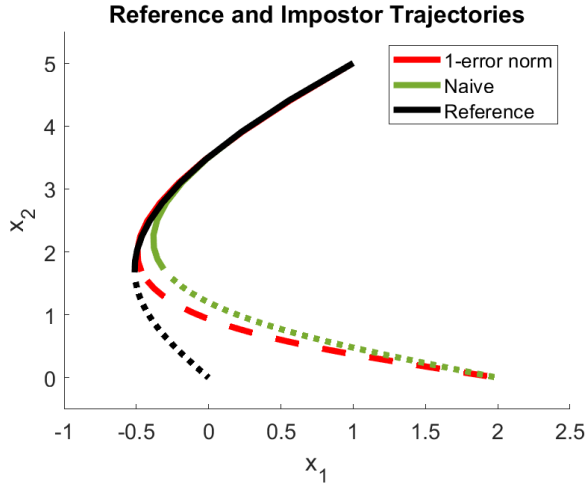 Reference and Impostor Trajectories
1-error norm
Naive
Reference
5
4
3
2
1
0
x2
-1
-0.5
0
0.5
1
1.5
2
2.5
x1